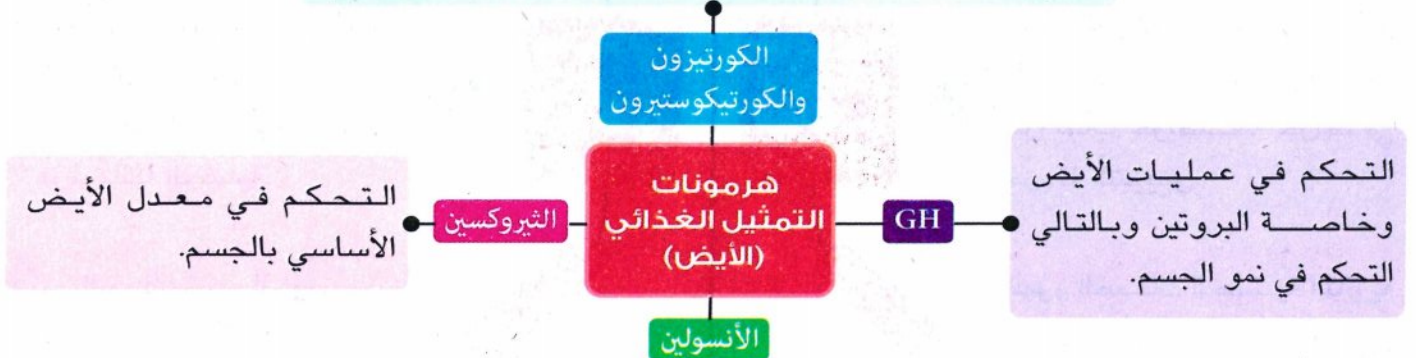 الكورتيزون
والكورتيكوستيرون
التحكم في عمليات الأيض
وخاصة البروتين وبالتالي
التحكم في نمو الجسم.
GH
هرمونات
التمثيل الغذائي
(الأيض)
الثيروكسين
التحكم في معدل الأيض
الأساسي بالجسم.
الأنسولين